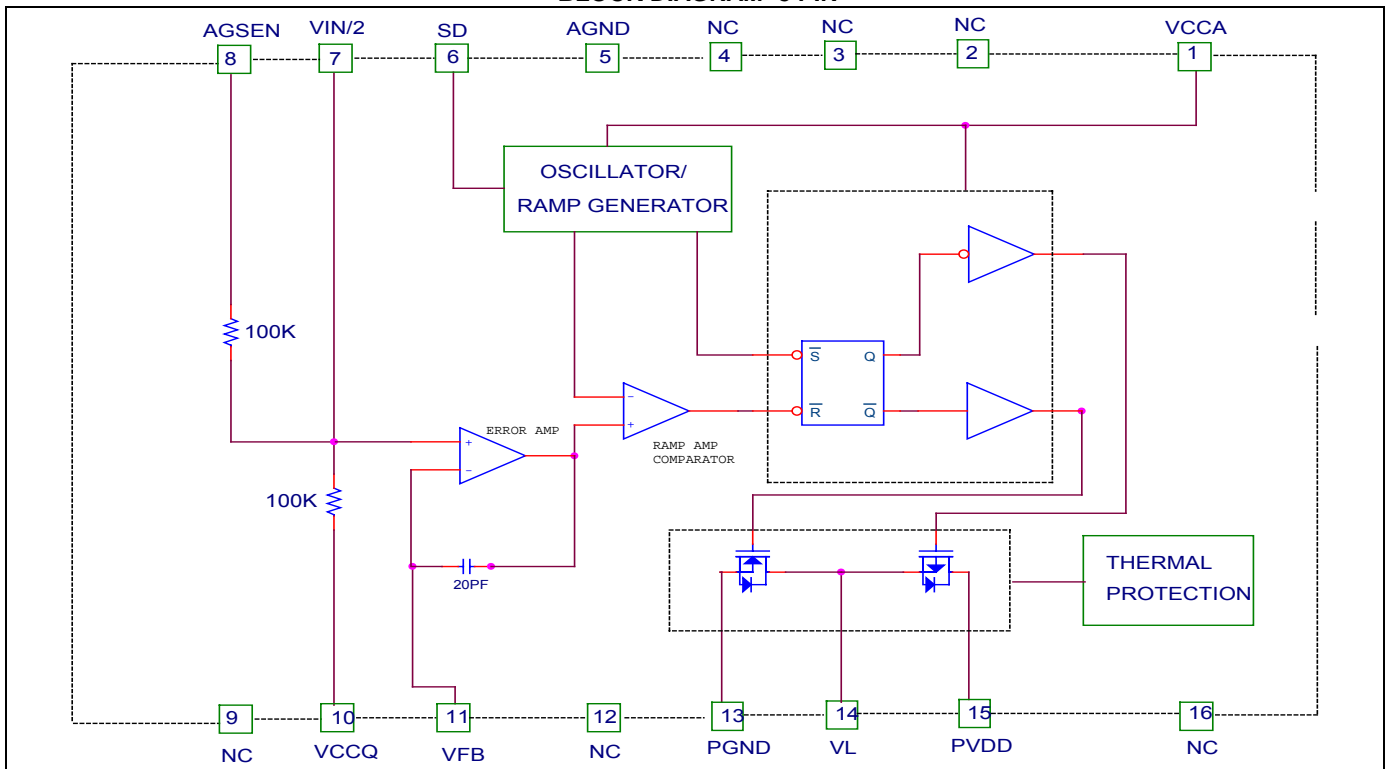 AGSEN VIN/2 SD AGND NC NC NC VCCA
8 7 6 5 4 3 2 1
OSCILLATOR/
RAMP GENERATOR
100K
S Q
R Q
ERROR AMP
+
−
−
+
RAMP AMP
COMPARATOR
100K
20PF
THERMAL
PROTECTION
9 10 11 12 13 14 15 16
NC VCCQ VFB NC PGND VL PVDD NC